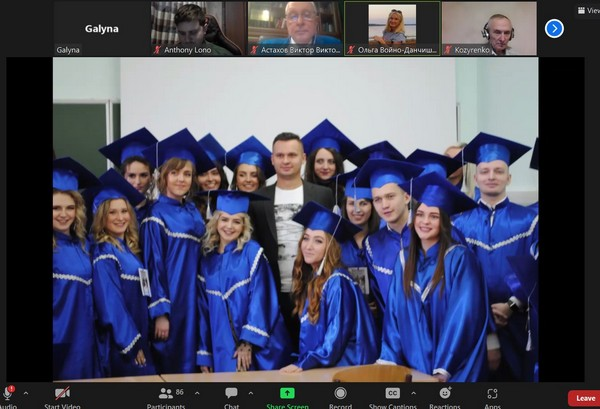 Galyna
View
Galyna
Anthony Lono
Астахов Виктор Викто...
Ольга Войно-Данчиш...
Kozyrenko
86
Audio
Start Video
Participants
Chat
Share Screen
Record
Show Captions
Reactions
Apps
Leave